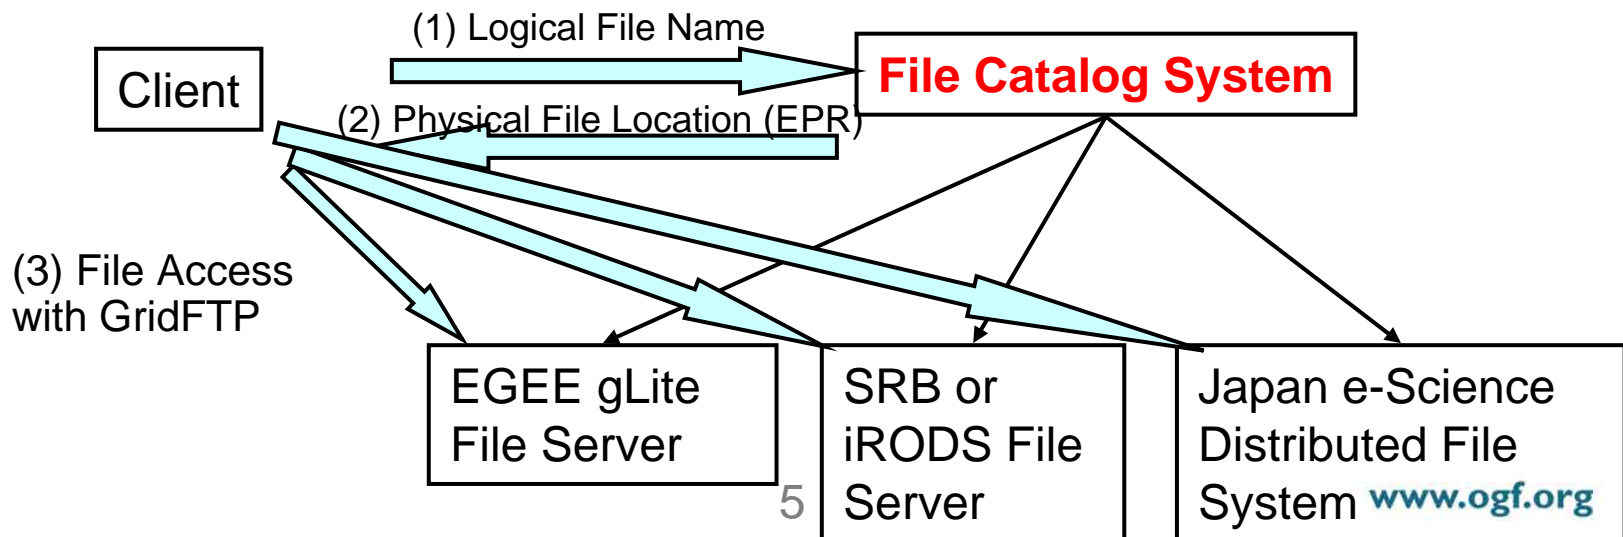 (1) Logical File Name
Client
File Catalog System
(2) Physical File Location (EPR)
(3) File Access
with GridFTP
EGEE gLite
File Server
SRB or
iRODS File
Server
Japan e-Science
Distributed File
System
5
www.ogf.org